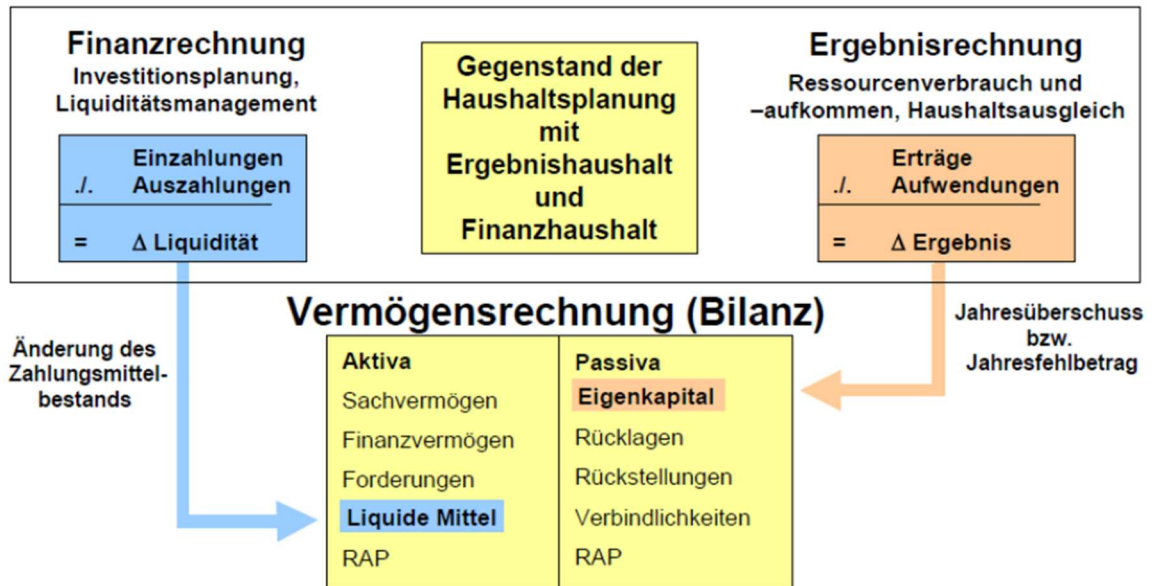 Finanzrechnung
Investitionsplanung,
Liquiditätsmanagement
Einzahlungen
./. Auszahlungen
= Δ Liquidität
Gegenstand der
Haushaltsplanung
mit
Ergebnishaushalt
und
Finanzhaushalt
Ergebnisrechnung
Ressourcenverbrauch und
–aufkommen, Haushaltsausgleich
Erträge
./. Aufwendungen
= Δ Ergebnis
Vermögensrechnung (Bilanz)
Änderung des
Zahlungsmittel-
bestands
Aktiva
Sachvermögen
Finanzvermögen
Forderungen
Liquide Mittel
RAP
Passiva
Eigenkapital
Rücklagen
Rückstellungen
Verbindlichkeiten
RAP
Jahresüberschuss
bzw.
Jahresfehlbetrag